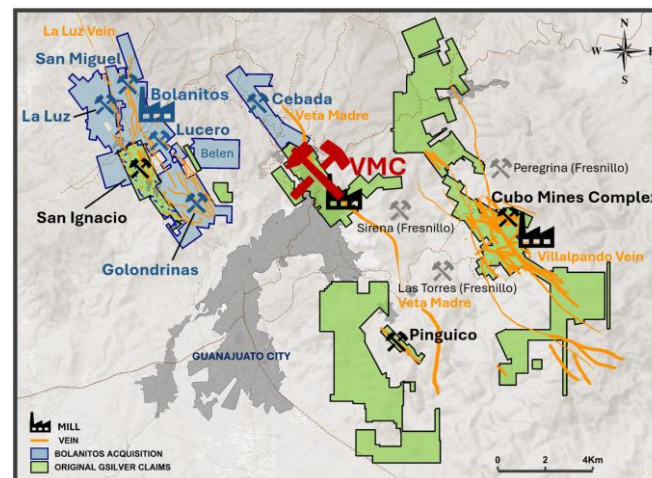 N
W E
S
La Luz Vein
San Miguel
Bolanitos
La Luz
Lucero
Belen
San Ignacio
Golondrinas
Cebada
Veta Madre
VMC
Peregrina (Fresnillo)
Cubo Mines Complex
Sirena (Fresnillo)
Villalpando Vein
Las Torres (Fresnillo)
Veta Madre
Pinguico
GUANAJUATO CITY
MILL
VEIN
BOLANITOS ACQUISITION
ORIGINAL GSILVER CLAIMS
0 2 4Km